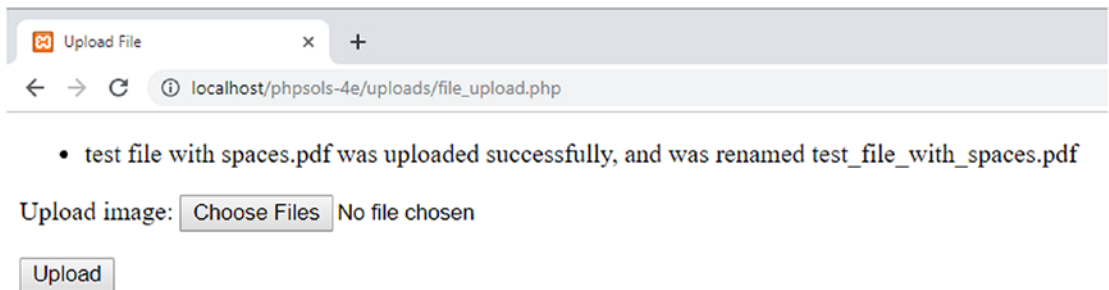 Upload File
localhost/phpsols-4e/uploads/file_upload.php
• test file with spaces.pdf was uploaded successfully, and was renamed test_file_with_spaces.pdf
Upload image: Choose Files No file chosen
Upload